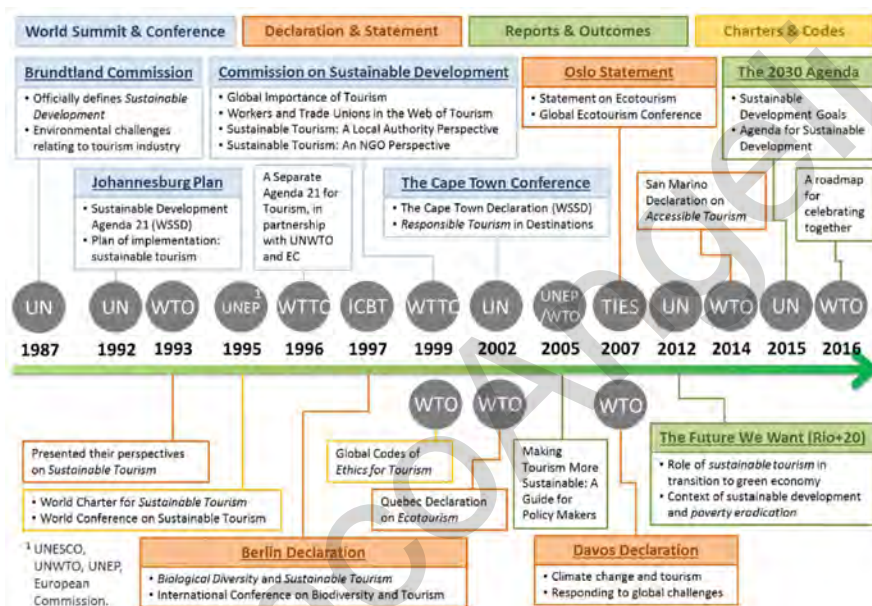 World Summit & Conference
Declaration & Statement
Reports & Outcomes
Charters & Codes
Brundtland Commission
• Officially defines Sustainable
Development
• Environmental challenges
relating to tourism industry
Commission on Sustainable Development
• Global Importance of Tourism
• Workers and Trade Unions in the Web of Tourism
• Sustainable Tourism: A Local Authority Perspective
• Sustainable Tourism: An NGO Perspective
Oslo Statement
• Statement on Ecotourism
• Global Ecotourism Conference
The 2030 Agenda
• Sustainable
Development Goals
• Agenda for Sustainable
Development
Johannesburg Plan
• Sustainable Development
Agenda 21 (WSSD)
• Plan of implementation:
sustainable tourism
A Separate
Agenda 21 for
Tourism, in
partnership
with UNWTO
and EC
The Cape Town Conference
• The Cape Town Declaration (WSSD)
• Responsible Tourism in Destinations
San Marino
Declaration on
Accessible Tourism
A roadmap
for
celebrating
together
UN
UN
WTO
UNEP
1
WTTO
ICBT
WTTO
UN
UNEP
/WTO
TIES
UN
WTO
UN
WTO
1987
1992
1993
1995
1996
1997
1999
2002
2005
2007
2012
2014
2015
2016
WTO
WTO
WTO
Presented their perspectives
on Sustainable Tourism
Global Codes of
Ethics for Tourism
Making
Tourism More
Sustainable: A
Guide for
Policy Makers
The Future We Want (Rio+20)
• Role of sustainable tourism in
transition to green economy
• Context of sustainable development
and poverty eradication
• World Charter for Sustainable Tourism
• World Conference on Sustainable Tourism
Quebec Declaration
on Ecotourism
1 UNESCO,
UNWTO, UNEP,
European
Commission.
Berlin Declaration
• Biological Diversity and Sustainable Tourism
• International Conference on Biodiversity and Tourism
Davos Declaration
• Climate change and tourism
• Responding to global challenges